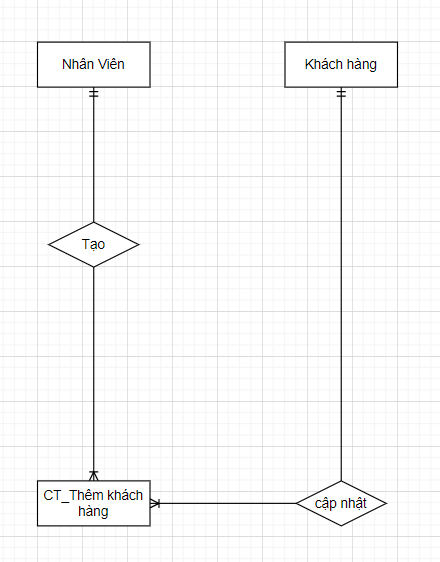 Nhân Viên
Khách hàng
Tạo
CT_Thêm khách
hàng
cập nhật